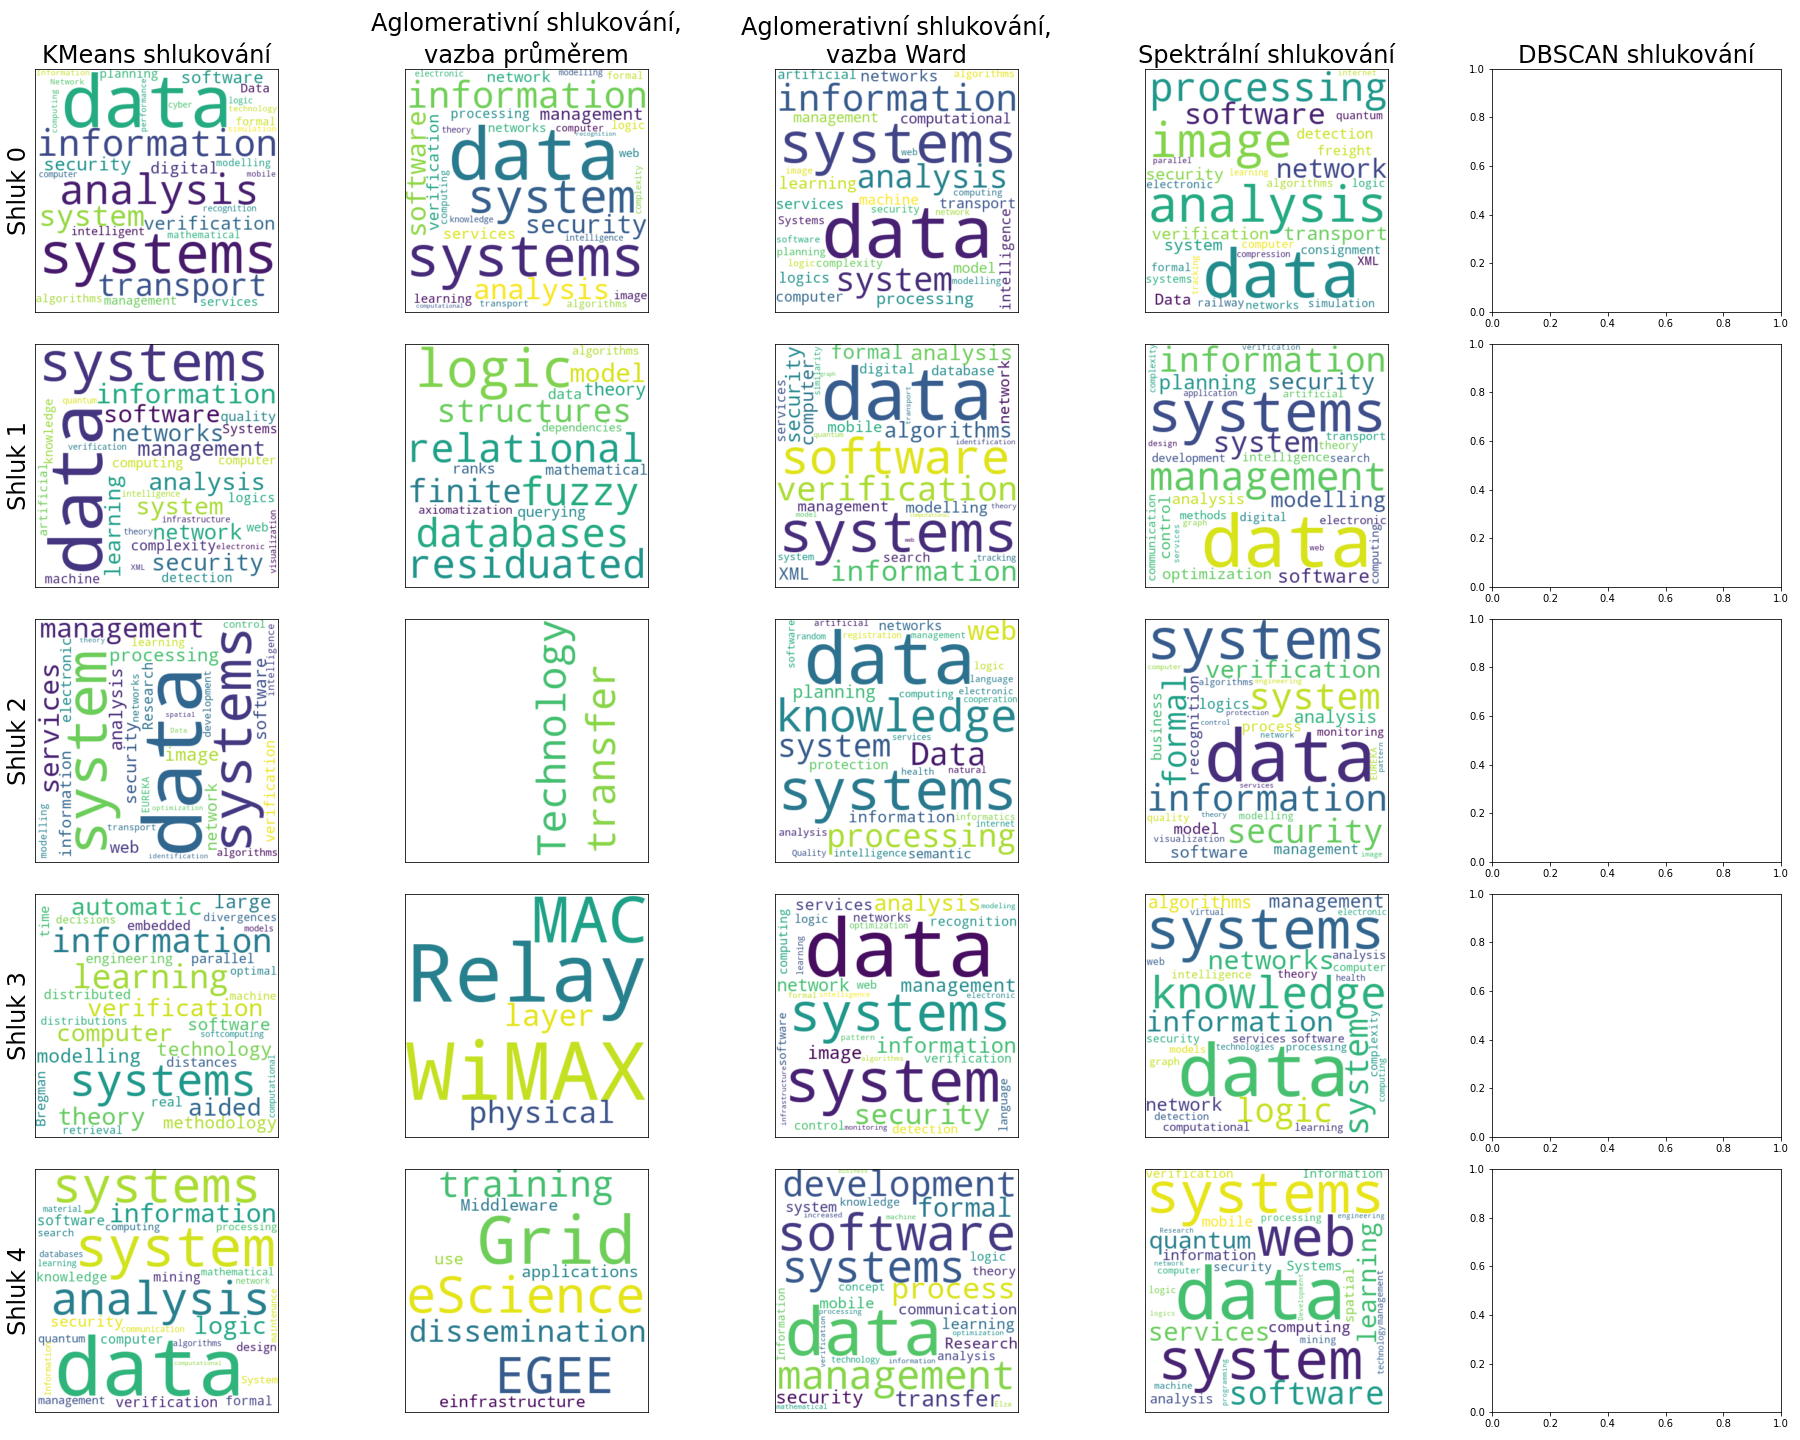 KMeans shlukování
Aglomerativní shlukování,
vazba průměrem
Aglomerativní shlukování,
vazba Ward
Spektrální shlukování
DBSCAN shlukování
Shluk 0
Information planning software
Network data Data
computing performance cyber logic technology
formal simulation
information
security digital modelling
computer mobile
analysis
recognition
system verification
intelligent mathematical
systems
transport
algorithms management services
electronic network modelling formal
information
processing management
software verification theory networks computer logic
recognition
data web
computing system complexity
knowledge security
services intelligence
systems
learning analysis image
computational transport algorithms
artificial networks algorithms
information
management computational
systems
web
image analysis
learning computing
services machine transport
Systems security network
software data intelligence
planning
logic complexity
logics system model modelling
computer processing
internet
processing
software quantum
image detection
freight
parallel network
security learning
electronic algorithms logic
analysis
verification transport
system computer consignment
compression XML
formal data
systems tracking
Data railway networks simulation
1.0
0.8
0.6
0.4
0.2
0.0
0.0 0.2 0.4 0.6 0.8 1.0
Shluk 1
systems
information
quantum software quality
knowledge data networks Systems
verification management
computing computer
artificial learning analysis
intelligence logics
system
infrastructure
theory network web visualization
complexity electronic
XML security
machine detection
logic algorithms
model
data theory
structures
dependencies
relational
ranks mathematical
finite fuzzy
axiomatization querying
databases
residuated
formal analysis
similarity graph digital database
services security computer data transport network
mobile algorithms
quantum identification
software
verification
management modelling theory
model computational
systems
web
system search tracking
XML information
verification
complexity information
planning security
application artificial
systems
design system transport
theory
development intelligence search
management
analysis modelling
communication control methods digital electronic
graph
services data web computing
optimization software
1.0
0.8
0.6
0.4
0.2
0.0
0.0 0.2 0.4 0.6 0.8 1.0
Shluk 2
management control
theory learning
processing
services electronic system analysis networks Research data development systems software intelligence
spatial
Data
image
security
EUREKA
optimization
modelling information network verification
transport
web
identification algorithms
Technology
transfer
artificial networks
software random registration management web
data logic
language
planning computing electronic
cooperation
knowledge
system services Data
protection
health natural
systems
information informatics
internet
analysis processing
Quality intelligence semantic
systems
computer verification
algorithms engineering
formal recognition system
business logics
protection analysis
control process
network monitoring
data EUREKA pattern
services
information
quality theory modelling
model security
visualization
software management image
1.0
0.8
0.6
0.4
0.2
0.0
0.0 0.2 0.4 0.6 0.8 1.0
Shluk 3
time automatic large
decisions divergences
embedded models
information
engineering parallel
learning optimal
distributed machine
verification
distributions software
computer softcomputing
technology
modelling distances
systems computational
Bregman real aided
theory methodology
retrieval
MAC
Relay
layer
WiMAX
physical
services analysis modeling
logic networks recognition
optimization
computing learning data
network web management
formal intelligence electronic
systems
pattern
information
image algorithms verification
infrastructure software system language
security
control monitoring detection
algorithms management
virtual electronic
systems
web networks analysis
computer
intelligence theory health
knowledge
information
security services software
models technologies processing
graph data system complexity computing
network logic
detection
computational learning
1.0
0.8
0.6
0.4
0.2
0.0
0.0 0.2 0.4 0.6 0.8 1.0
Shluk 4
systems
material
software information
search computing processing
system
databases
learning
knowledge mining mathematical
network
analysis
security communication logic maintenance
quantum computer algorithms design
computational
Information data System
management verification formal
training
Middleware
Grid
use
applications
eScience
dissemination
EGEE
einfrastructure
business
development
system knowledge formal
increased machine
software
systems logic
theory
concept process
mobile communication
processing
Information data learning
verification optimization
Research
technology information analysis
management
security transfer
mathematical Elza
verification Information
systems
mobile processing engineering
Research
quantum web
information
network security Systems
computer
logic data Development spatial learning
logics
services computing
mining technology management
system
machine programming
analysis software
1.0
0.8
0.6
0.4
0.2
0.0
0.0 0.2 0.4 0.6 0.8 1.0